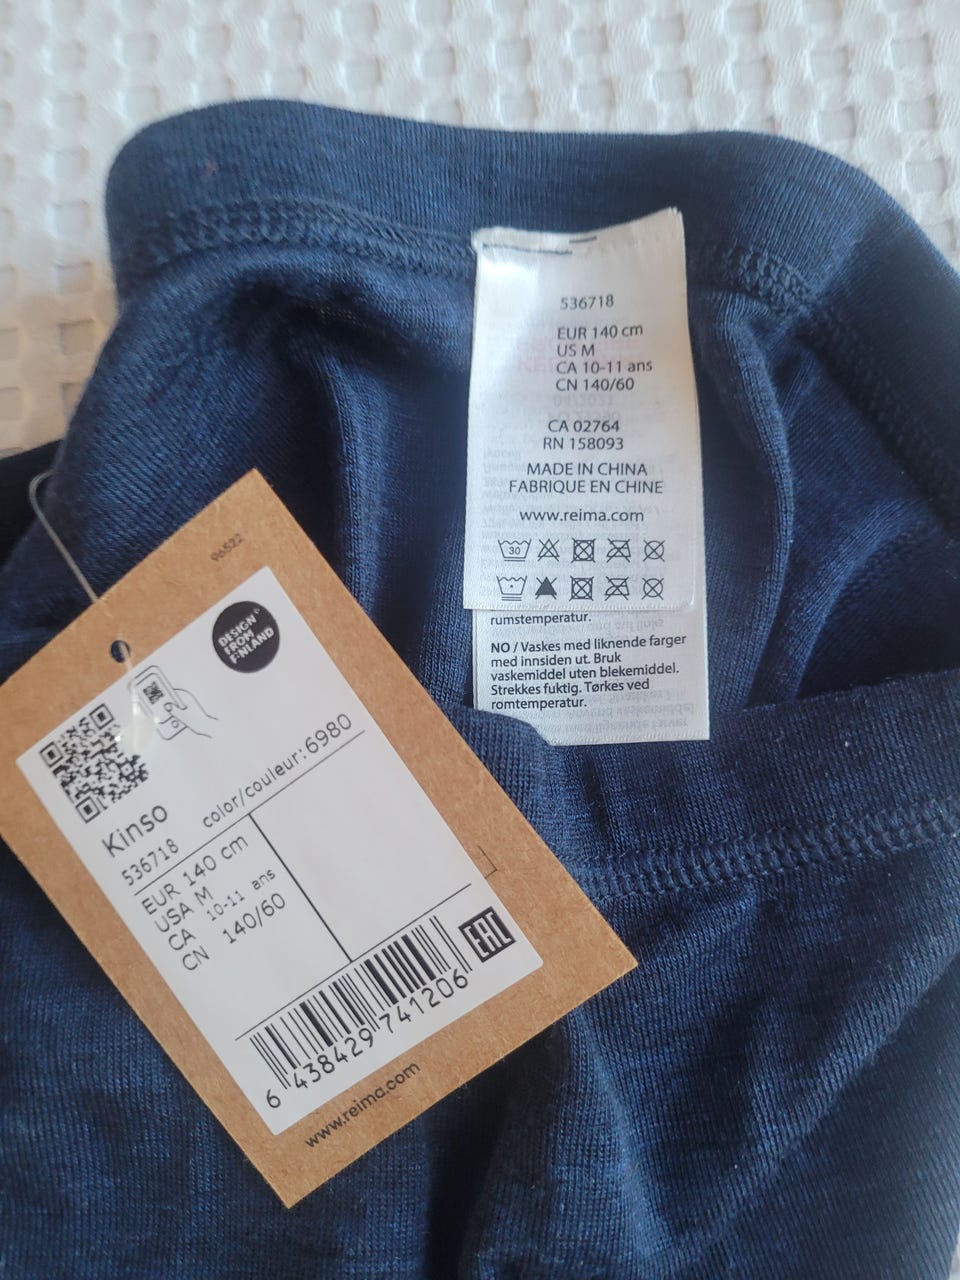 536718
EUR 140 cm
US M
CA 10-11 ans
CN 140/60
CA 02764
RN 158093
MADE IN CHINA
FABRIQUE EN CHINE
www.reima.com
30
rumstemperatur.
NO / Vaskes med liknende farger
med innsiden ut. Bruk
vaskemiddel uten blekemiddel.
Strekkes fuktig. Tørkes ved
romtemperatur.
96522
DESIGN
FROM
FINLAND
Kinso
536718 color/couleur: 6980
EUR 140 cm
USA M
CA 10-11 ans
CN 140/60
EAC
6 438429 741206
www.reima.com